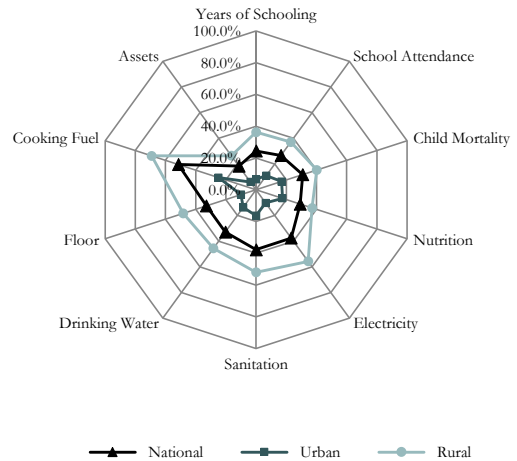 Years of Schooling
100.0%
Assets
School Attendance
80.0%
60.0%
40.0%
Cooking Fuel
Child Mortality
20.0%
0.0%
Floor
Nutrition
Drinking Water
Electricity
Sanitation
National Urban Rural